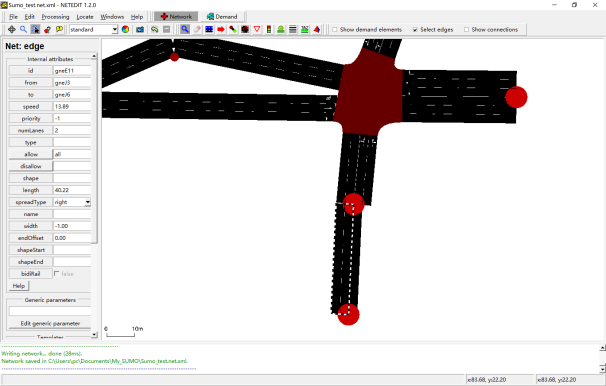 Sumo_test.net.xml - NETEDIT 1.2.0
File Edit Processing Locate Windows Help Network Demand
standard Show demand elements Select edges Show connections
Net: edge
Internal attributes
id gneE11
from gneJ3
to gneJ6
speed 13.89
priority -1
numLanes 2
type
allow all
disallow
shape
length 40.22
spreadType right
name
width -1.00
endOffset 0.00
shapeStart
shapeEnd
bidiRail false
Help
Generic parameters
Edit generic parameter
Templates
0 10m
Writing network... done (28ms).
Network saved in C:\Users\px\Documents\My_SUMO\Sumo_test.net.xml.
x:83.68, y:22.20 x:83.68, y:22.20